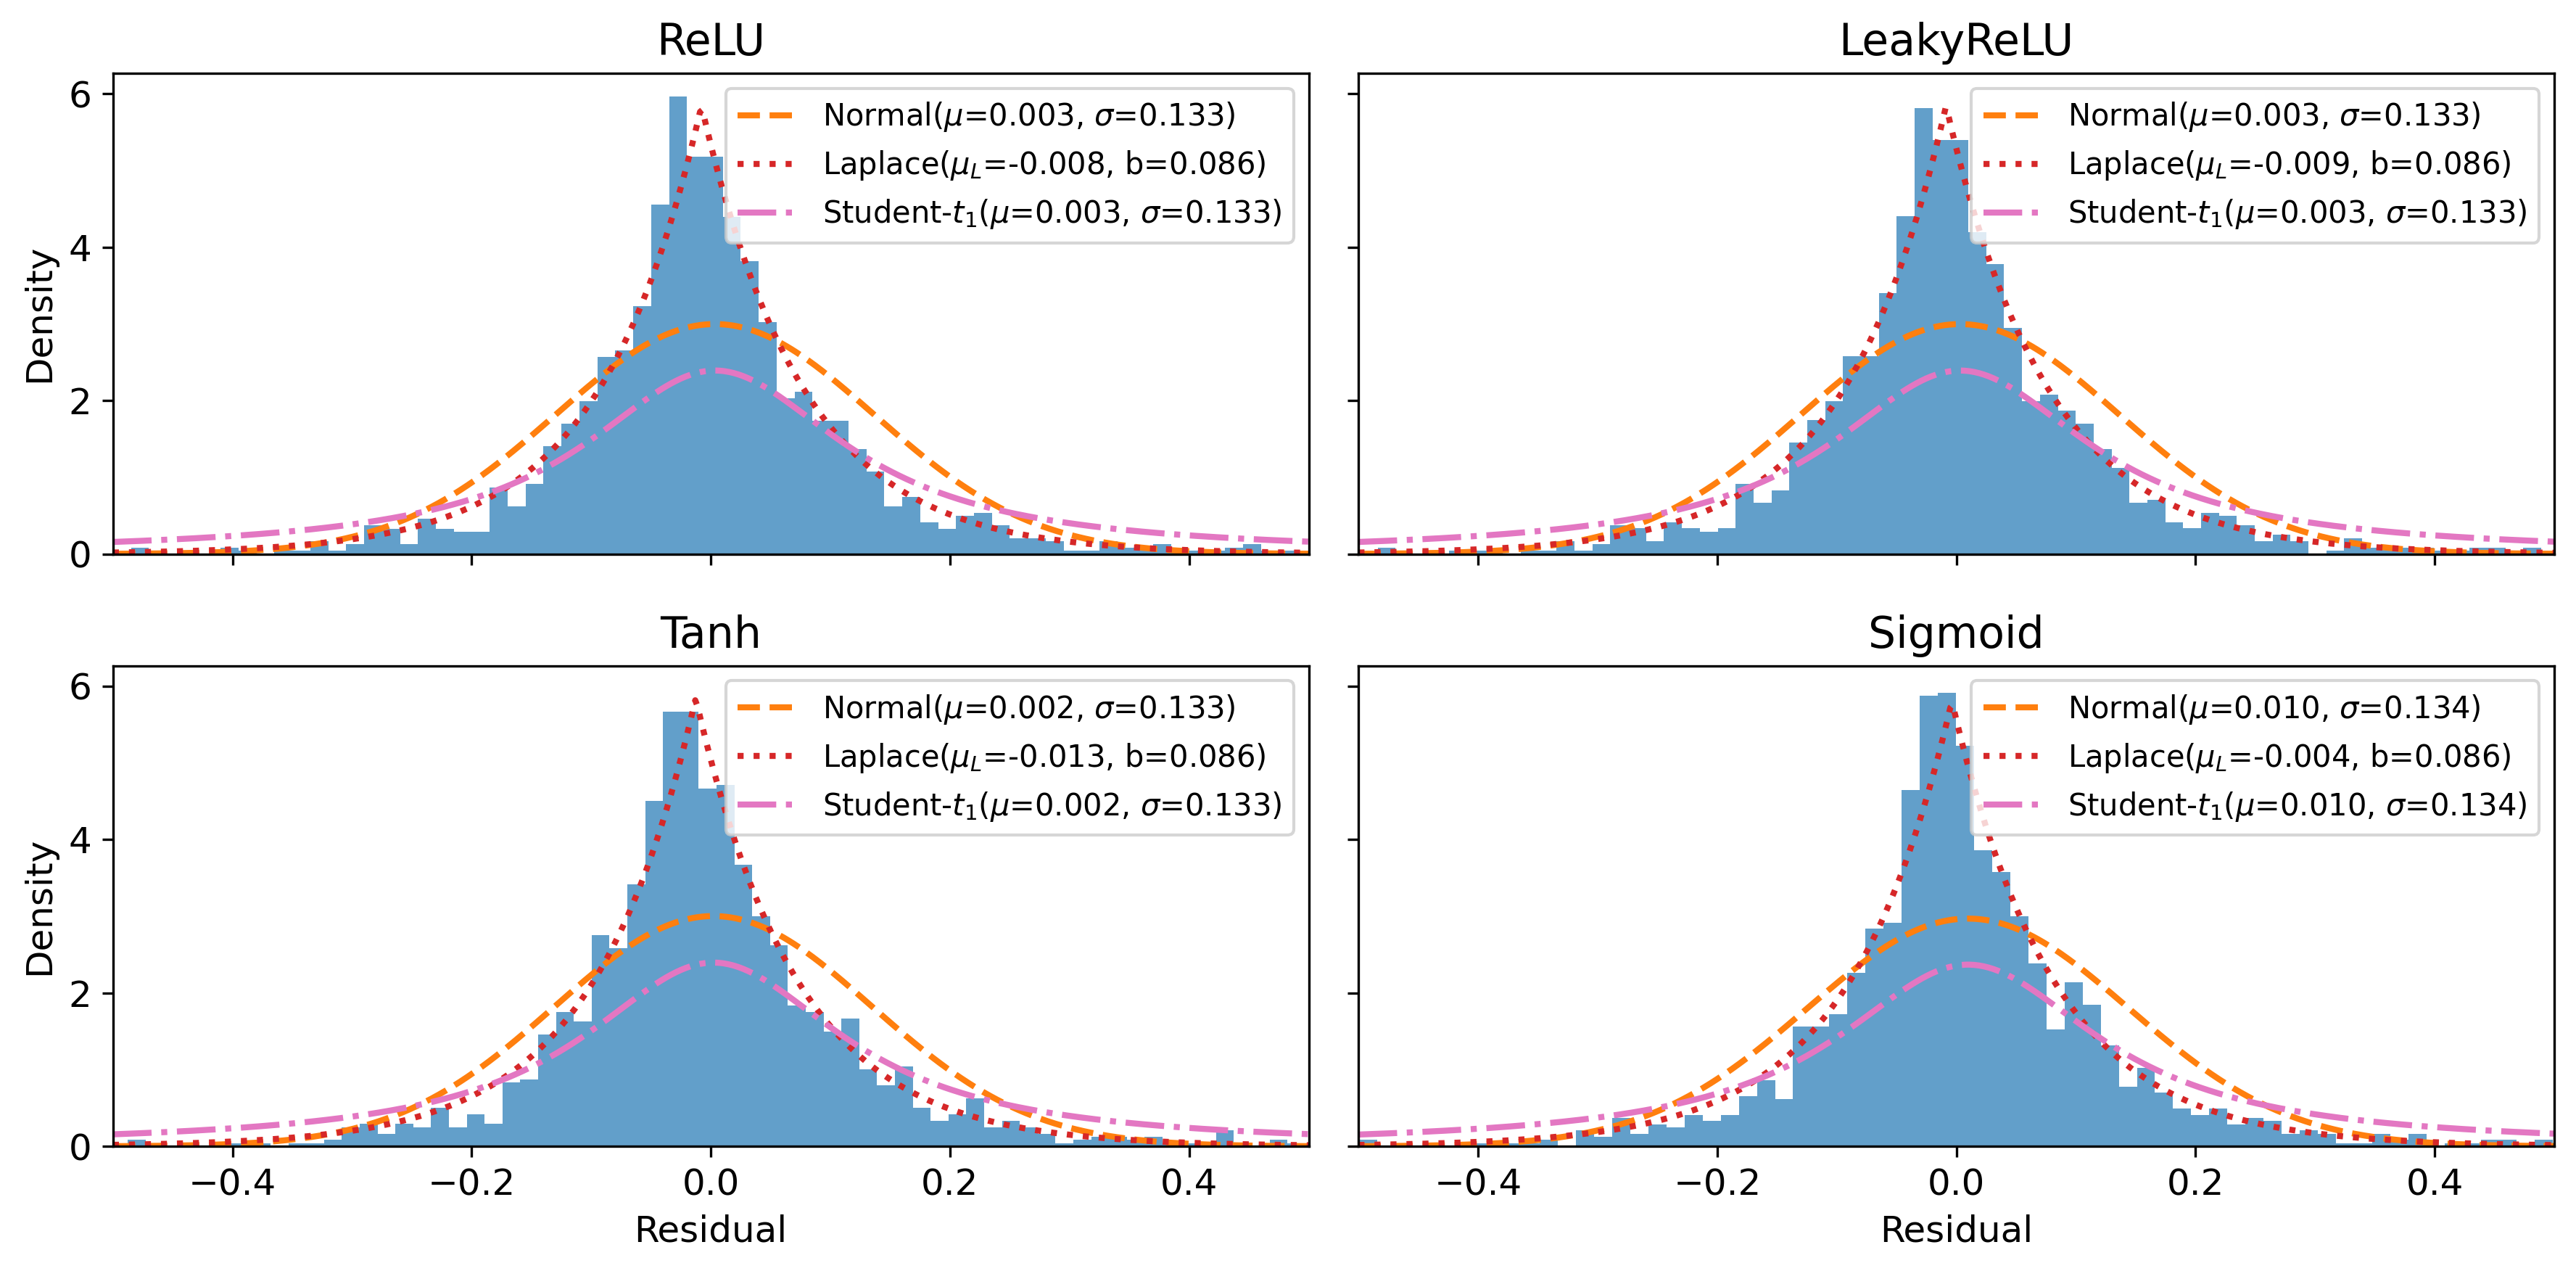 ReLU
6
4
2
0
Density
Normal(μ=0.003, σ=0.133)
Laplace(μ_L=-0.008, b=0.086)
Student-t₁(μ=0.003, σ=0.133)
LeakyReLU
Normal(μ=0.003, σ=0.133)
Laplace(μ_L=-0.009, b=0.086)
Student-t₁(μ=0.003, σ=0.133)
Tanh
6
4
2
0
Density
Normal(μ=0.002, σ=0.133)
Laplace(μ_L=-0.013, b=0.086)
Student-t₁(μ=0.002, σ=0.133)
−0.4 −0.2 0.0 0.2 0.4
Residual
Sigmoid
Normal(μ=0.010, σ=0.134)
Laplace(μ_L=-0.004, b=0.086)
Student-t₁(μ=0.010, σ=0.134)
−0.4 −0.2 0.0 0.2 0.4
Residual